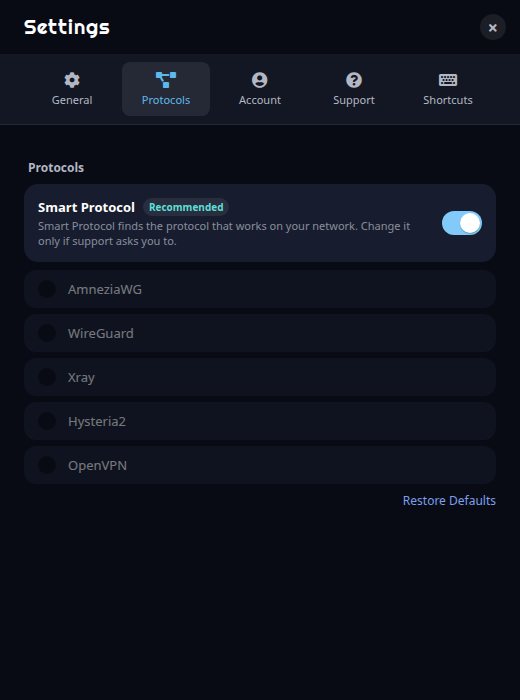 Settings
General
Protocols
Account
Support
Shortcuts
Protocols
Smart Protocol Recommended
Smart Protocol finds the protocol that works on your network. Change it
only if support asks you to.
AmneziaWG
WireGuard
Xray
Hysteria2
OpenVPN
Restore Defaults